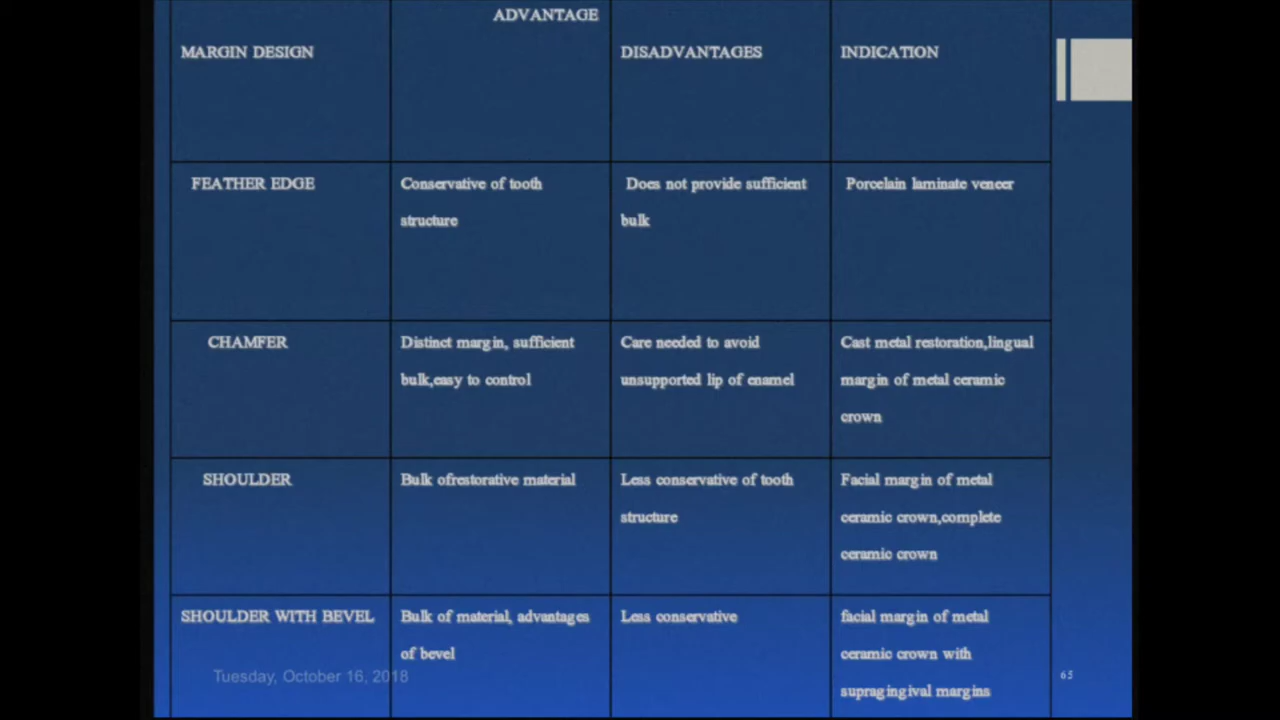 ADVANTAGE
MARGIN DESIGN
DISADVANTAGES
INDICATION
FEATHER EDGE
Conservative of tooth
structure
Does not provide sufficient
bulk
Porcelain laminate veneer
CHAMFER
Distinct margin, sufficient
bulk,easy to control
Care needed to avoid
unsupported lip of enamel
Cast metal restoration,lingual
margin of metal ceramic
crown
SHOULDER
Bulk ofrestorative material
Less conservative of tooth
structure
Facial margin of metal
ceramic crown,complete
ceramic crown
SHOULDER WITH BEVEL
Bulk of material, advantages
of bevel
Less conservative
facial margin of metal
ceramic crown with
supragingival margins
Tuesday, October 16, 2018
65